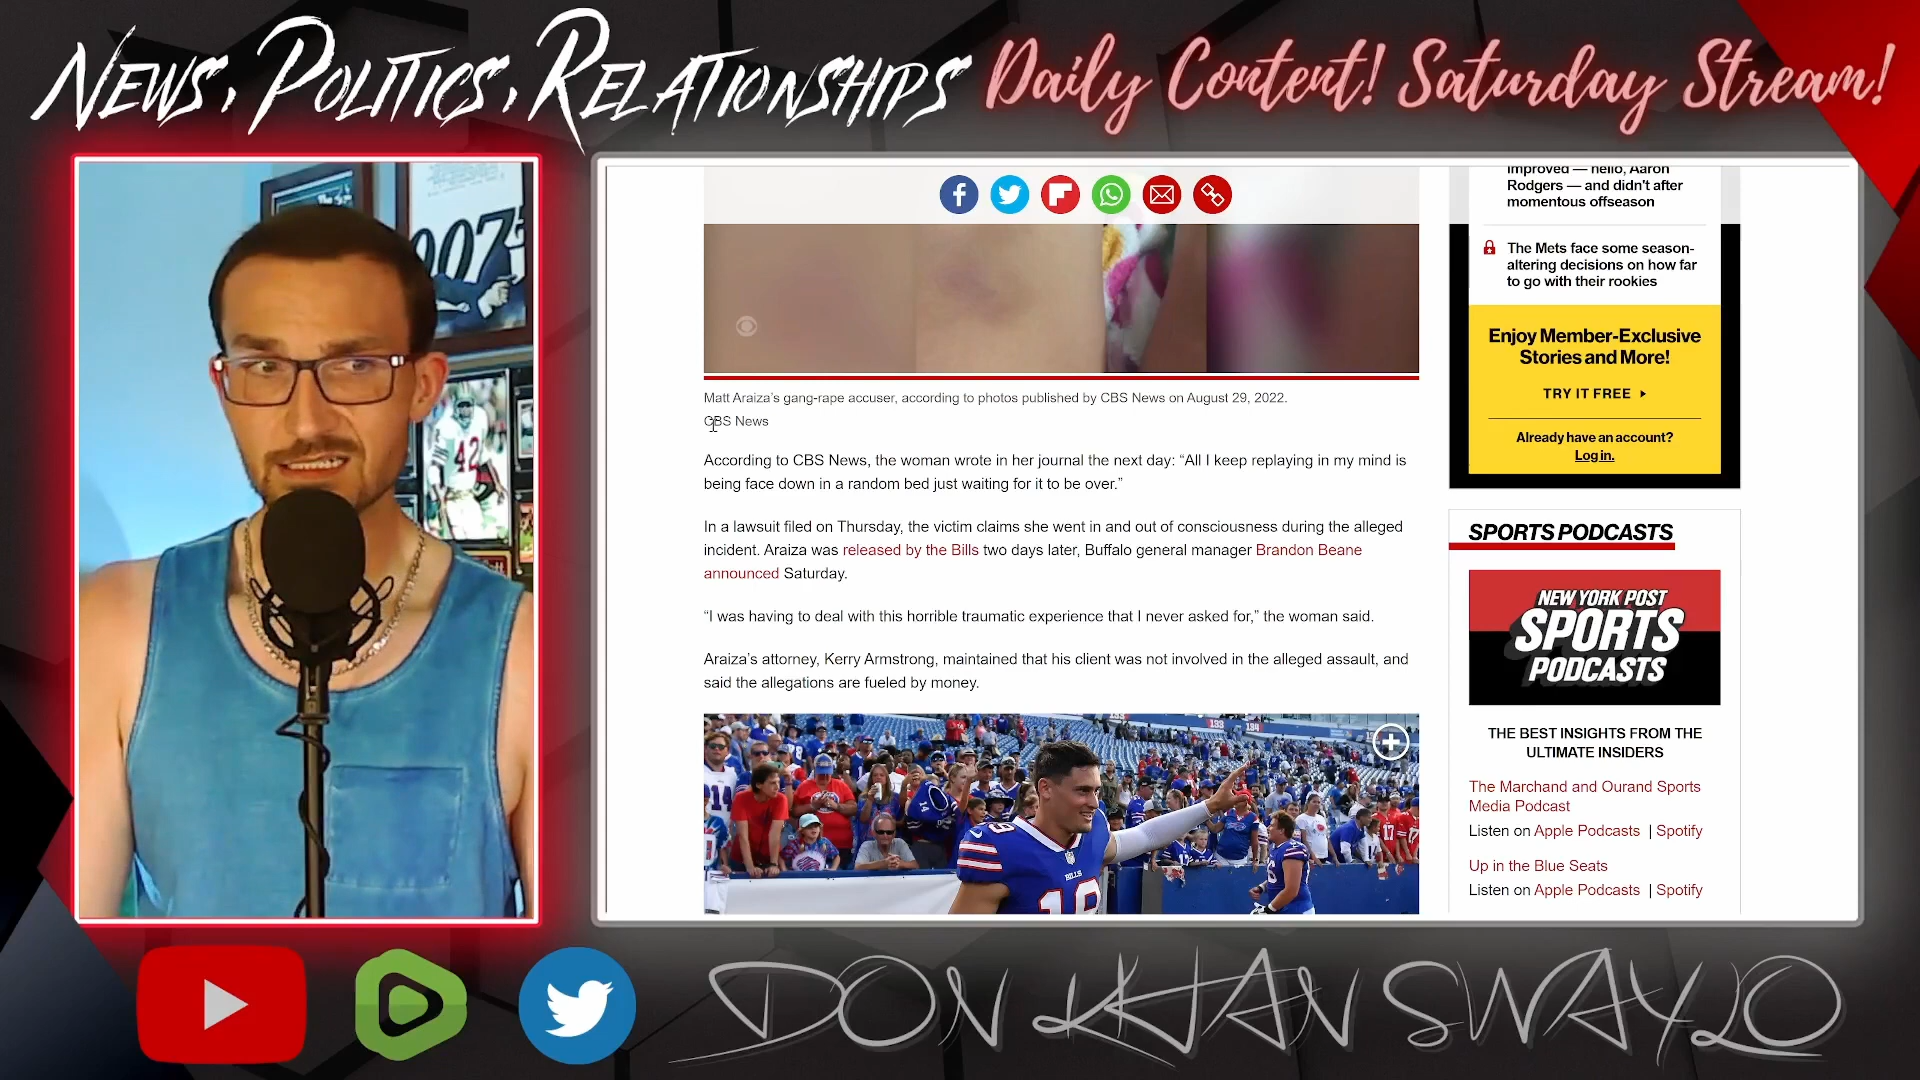 NEWS, POLITICS, RELATIONSHIPS Daily Content! Saturday Stream!
007
42
Matt Araiza's gang-rape accuser, according to photos published by CBS News on August 29, 2022.
CBS News
According to CBS News, the woman wrote in her journal the next day: “All I keep replaying in my mind is
being face down in a random bed just waiting for it to be over.”
In a lawsuit filed on Thursday, the victim claims she went in and out of consciousness during the alleged
incident. Araiza was released by the Bills two days later, Buffalo general manager Brandon Beane
announced Saturday.
“I was having to deal with this horrible traumatic experience that I never asked for,” the woman said.
Araiza’s attorney, Kerry Armstrong, maintained that his client was not involved in the alleged assault, and
said the allegations are fueled by money.
133
134
14
19
BILLS
19
17
improved — hello, Aaron
Rodgers — and didn't after
momentous offseason
The Mets face some season-
altering decisions on how far
to go with their rookies
Enjoy Member-Exclusive
Stories and More!
TRY IT FREE
Already have an account?
Log in.
SPORTS PODCASTS
NEW YORK POST
SPORTS
PODCASTS
THE BEST INSIGHTS FROM THE
ULTIMATE INSIDERS
The Marchand and Ourand Sports
Media Podcast
Listen on Apple Podcasts | Spotify
Up in the Blue Seats
Listen on Apple Podcasts | Spotify
DON KHAN SWAYLO